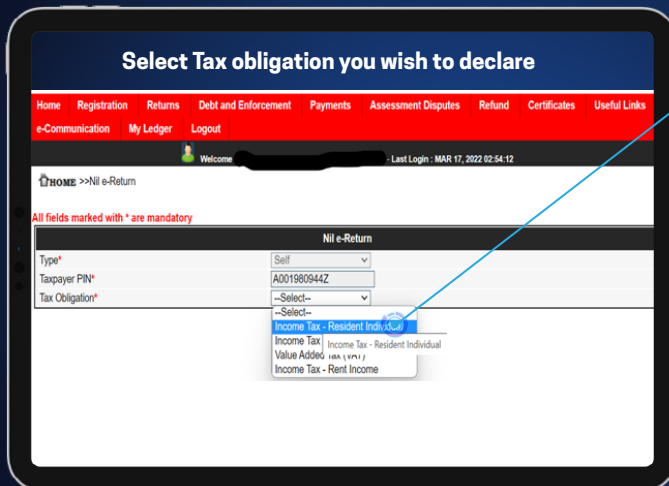 Select Tax obligation you wish to declare
Home Registration Returns Debt and Enforcement Payments Assessment Disputes Refund Certificates Useful Links
e-Communication My Ledger Logout
Welcome - Last Login : MAR 17, 2022 02:54:12
HOME >>Nil e-Return
All fields marked with * are mandatory
Nil e-Return
Type* Self
Taxpayer PIN* A001980944Z
Tax Obligation* --Select--
--Select--
Income Tax - Resident Individual
Income Tax
Income Tax - Resident Individual
Value Added Tax (VAT)
Income Tax - Rent Income